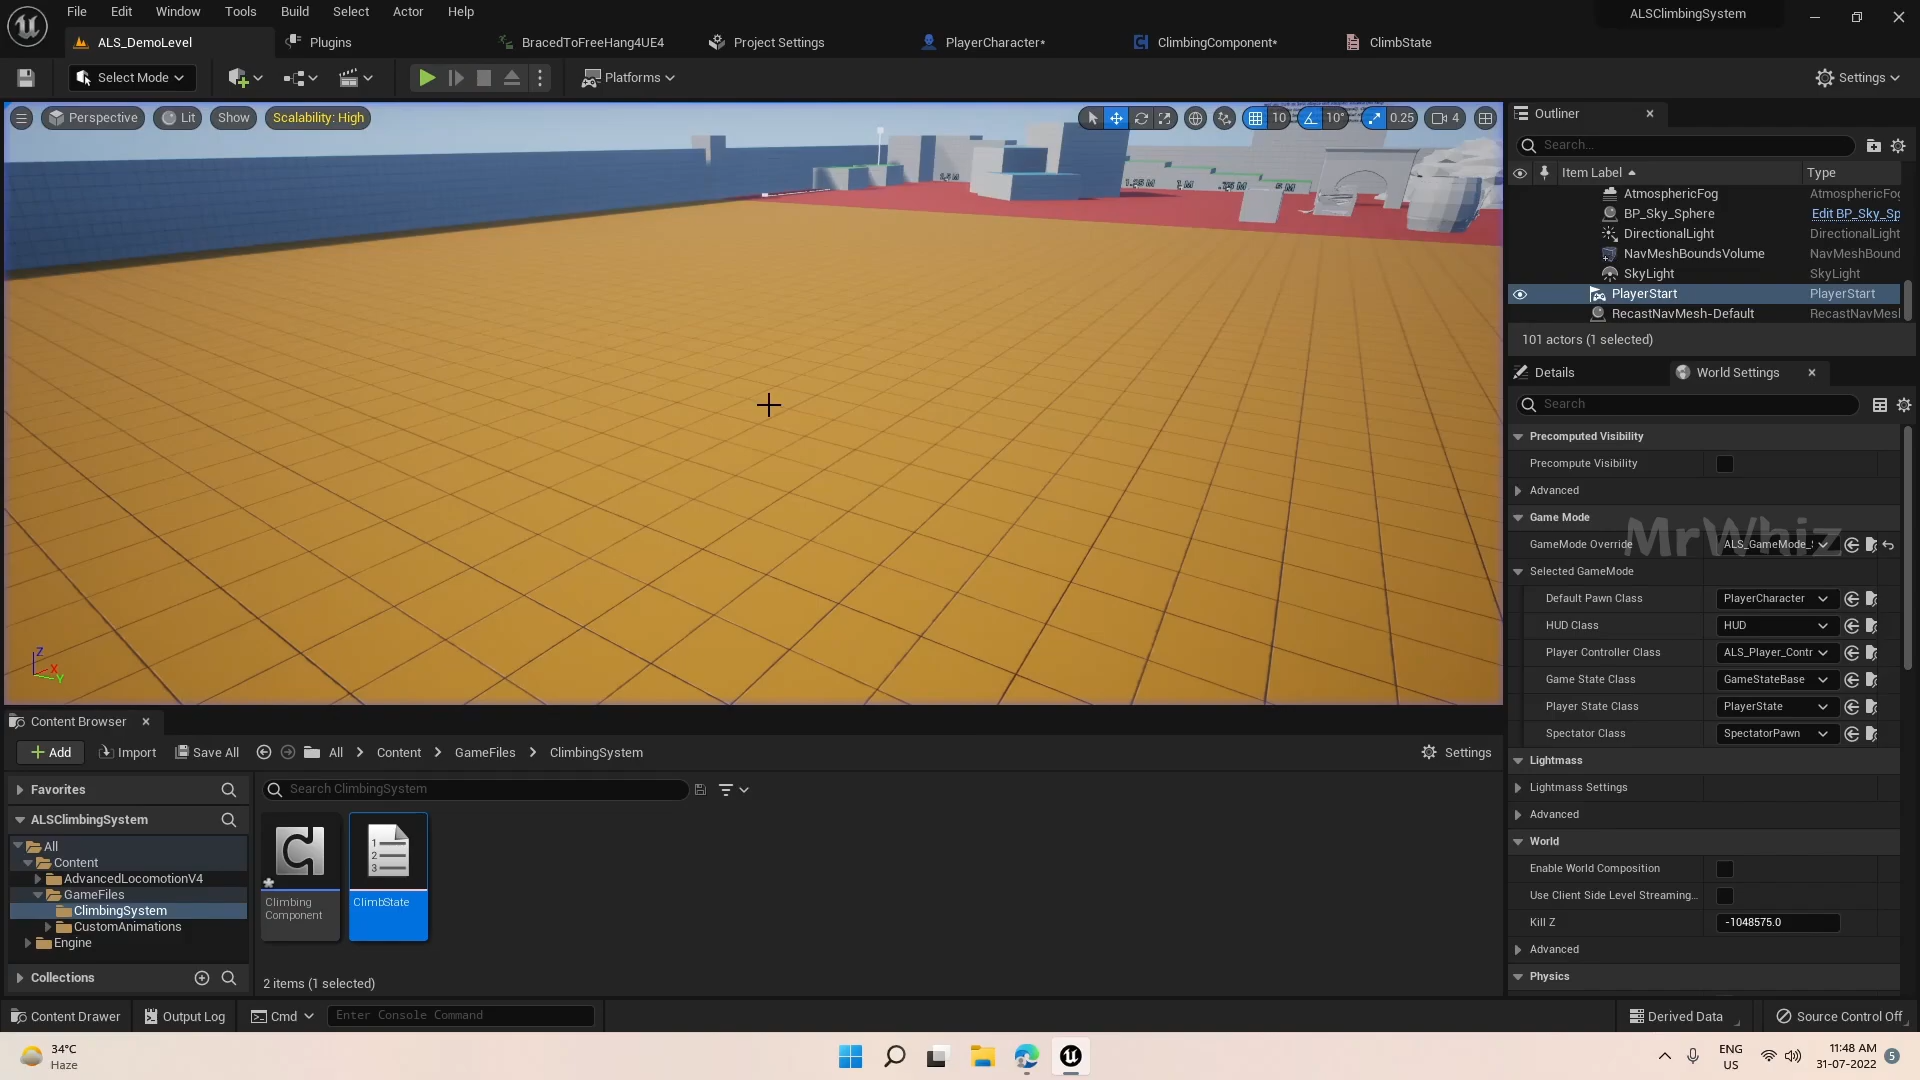 File Edit Window Tools Build Select Actor Help
ALSClimbingSystem
ALS_DemoLevel
Plugins
BracedToFreeHang4UE4
Project Settings
PlayerCharacter*
ClimbingComponent*
ClimbState
Select Mode
Platforms
Settings
Perspective
Lit
Show
Scalability: High
10
10°
0.25
4
1.25 M
1 M
Outliner
Search...
Item Label
Type
AtmosphericFog AtmosphericFog
BP_Sky_Sphere Edit BP_Sky_Sp
DirectionalLight DirectionalLight
NavMeshBoundsVolume NavMeshBound
SkyLight SkyLight
PlayerStart PlayerStart
RecastNavMesh-Default RecastNavMesh
101 actors (1 selected)
Details
World Settings
Search
Precomputed Visibility
Precompute Visibility
Advanced
Game Mode
MrWhiz
GameMode Override ALS_GameMode_S
Selected GameMode
Default Pawn Class PlayerCharacter
HUD Class HUD
Player Controller Class ALS_Player_Contr
Game State Class GameStateBase
Player State Class PlayerState
Spectator Class SpectatorPawn
Lightmass
Lightmass Settings
Advanced
World
Enable World Composition
Use Client Side Level Streaming...
Kill Z -1048575.0
Advanced
Physics
Z
X
Y
Content Browser
Add
Import
Save All
All > Content > GameFiles > ClimbingSystem
Settings
Favorites
Search ClimbingSystem
ALSClimbingSystem
All
Content
AdvancedLocomotionV4
GameFiles
ClimbingSystem
CustomAnimations
Engine
Collections
Climbing
Component
ClimbState
2 items (1 selected)
Content Drawer
Output Log
Cmd
Enter Console Command
Derived Data
Source Control Off
34°C
Haze
ENG
US
11:48 AM
31-07-2022
5